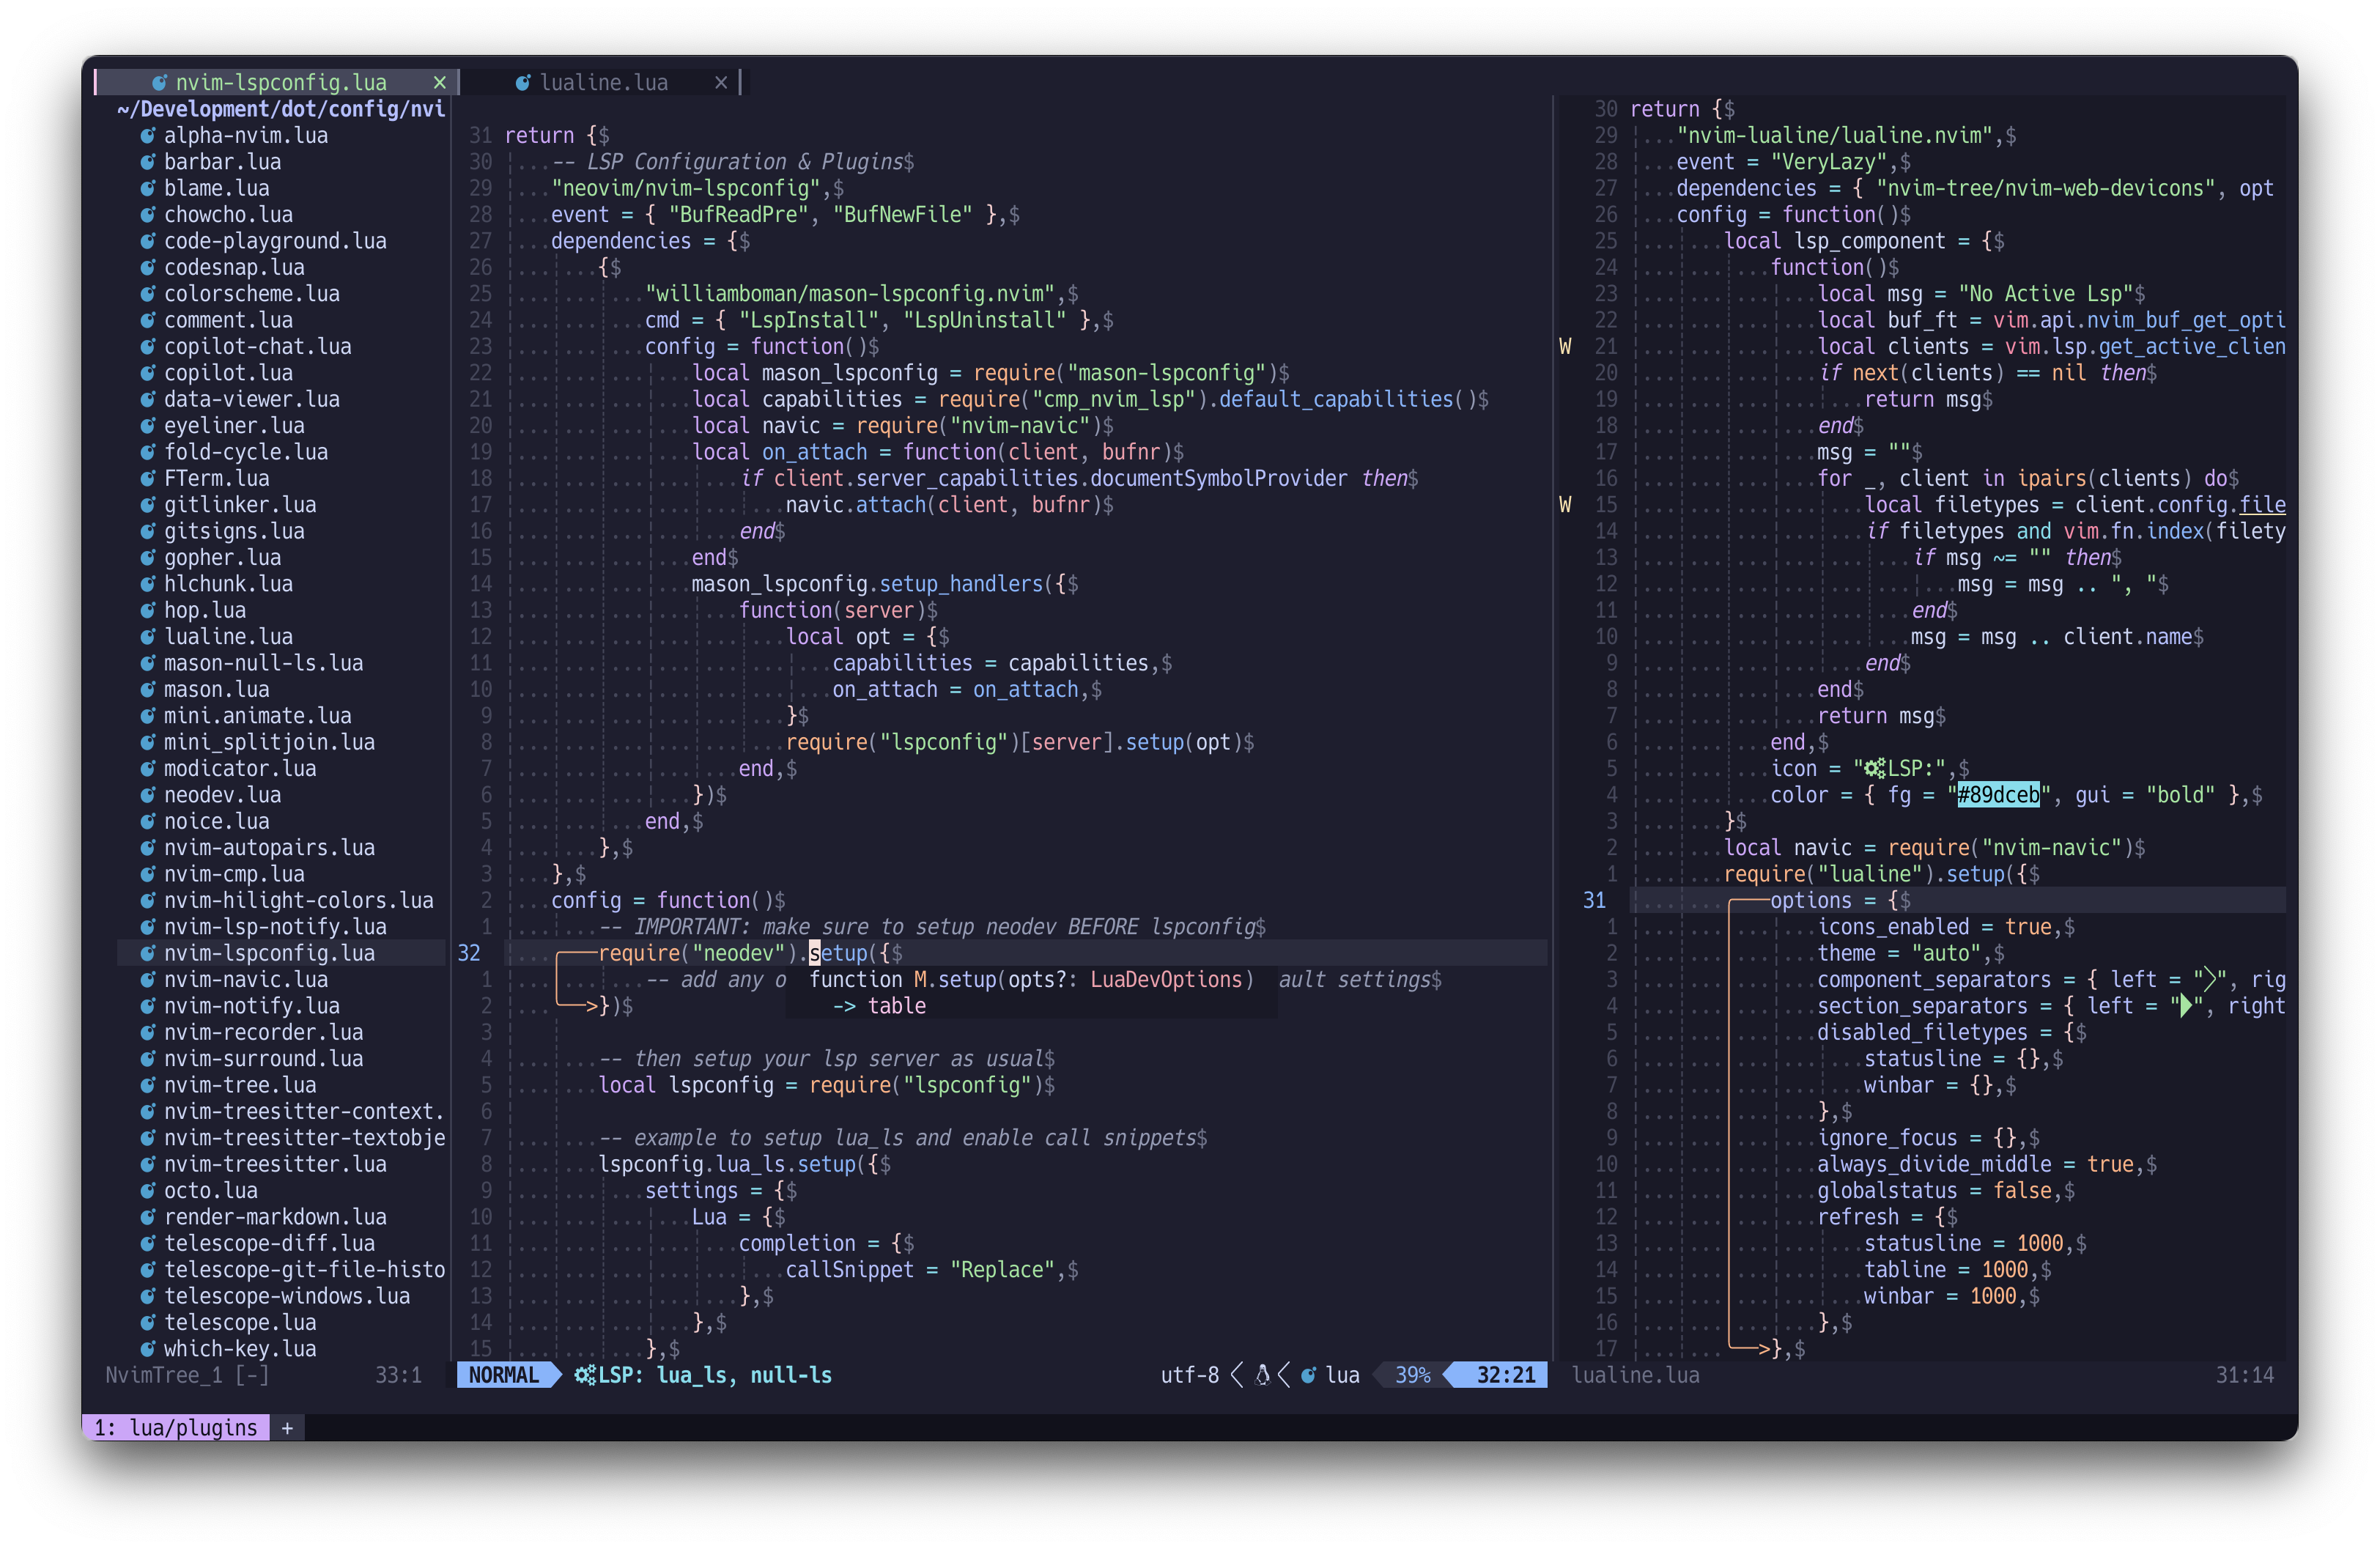 nvim-lspconfig.lua × lualine.lua ×
~/Development/dot/config/nvi
alpha-nvim.lua
barbar.lua
blame.lua
chowcho.lua
code-playground.lua
codesnap.lua
colorscheme.lua
comment.lua
copilot-chat.lua
copilot.lua
data-viewer.lua
eyeliner.lua
fold-cycle.lua
FTerm.lua
gitlinker.lua
gitsigns.lua
gopher.lua
hlchunk.lua
hop.lua
lualine.lua
mason-null-ls.lua
mason.lua
mini.animate.lua
mini_splitjoin.lua
modicator.lua
neodev.lua
noice.lua
nvim-autopairs.lua
nvim-cmp.lua
nvim-hilight-colors.lua
nvim-lsp-notify.lua
nvim-lspconfig.lua
nvim-navic.lua
nvim-notify.lua
nvim-recorder.lua
nvim-surround.lua
nvim-tree.lua
nvim-treesitter-context.
nvim-treesitter-textobje
nvim-treesitter.lua
octo.lua
render-markdown.lua
telescope-diff.lua
telescope-git-file-histo
telescope-windows.lua
telescope.lua
which-key.lua
NvimTree_1 [-] 33:1
31 return {$
30 ...-- LSP Configuration & Plugins$
29 ..."neovim/nvim-lspconfig",$
28 ...event = { "BufReadPre", "BufNewFile" },$
27 ...dependencies = {$
26 ... ...{$
25 ... ... ..."williamboman/mason-lspconfig.nvim",$
24 ... ... ...cmd = { "LspInstall", "LspUninstall" },$
23 ... ... ...config = function()$
22 ... ... ... ...local mason_lspconfig = require("mason-lspconfig")$
21 ... ... ... ...local capabilities = require("cmp_nvim_lsp").default_capabilities()$
20 ... ... ... ...local navic = require("nvim-navic")$
19 ... ... ... ...local on_attach = function(client, bufnr)$
18 ... ... ... ... ...if client.server_capabilities.documentSymbolProvider then$
17 ... ... ... ... ... ...navic.attach(client, bufnr)$
16 ... ... ... ... ...end$
15 ... ... ... ...end$
14 ... ... ... ...mason_lspconfig.setup_handlers({$
13 ... ... ... ... ...function(server)$
12 ... ... ... ... ... ...local opt = {$
11 ... ... ... ... ... ... ...capabilities = capabilities,$
10 ... ... ... ... ... ... ...on_attach = on_attach,$
9 ... ... ... ... ... ...}$
8 ... ... ... ... ... ...require("lspconfig")[server].setup(opt)$
7 ... ... ... ... ...end,$
6 ... ... ... ...})$
5 ... ... ...end,$
4 ... ...},$
3 ...},$
2 ...config = function()$
1 ... ...-- IMPORTANT: make sure to setup neodev BEFORE lspconfig$
32 ... require("neodev").setup({$
1 ... ...-- add any o function M.setup(opts?: LuaDevOptions) ault settings$
2 ... >})$ -> table
3
4 ... ...-- then setup your lsp server as usual$
5 ... ...local lspconfig = require("lspconfig")$
6
7 ... ...-- example to setup lua_ls and enable call snippets$
8 ... ...lspconfig.lua_ls.setup({$
9 ... ... ...settings = {$
10 ... ... ... ...Lua = {$
11 ... ... ... ... ...completion = {$
12 ... ... ... ... ... ...callSnippet = "Replace",$
13 ... ... ... ... ...},$
14 ... ... ... ...},$
15 ... ... ...},$
NORMAL LSP: lua_ls, null-ls utf-8 lua 39% 32:21
30 return {$
29 ..."nvim-lualine/lualine.nvim",$
28 ...event = "VeryLazy",$
27 ...dependencies = { "nvim-tree/nvim-web-devicons", opt
26 ...config = function()$
25 ... ...local lsp_component = {$
24 ... ... ...function()$
23 ... ... ... ...local msg = "No Active Lsp"$
22 ... ... ... ...local buf_ft = vim.api.nvim_buf_get_opti
W 21 ... ... ... ...local clients = vim.lsp.get_active_clien
20 ... ... ... ...if next(clients) == nil then$
19 ... ... ... ... ...return msg$
18 ... ... ... ...end$
17 ... ... ... ...msg = ""$
16 ... ... ... ...for _, client in ipairs(clients) do$
W 15 ... ... ... ... ...local filetypes = client.config.file
14 ... ... ... ... ...if filetypes and vim.fn.index(filety
13 ... ... ... ... ... ...if msg ~= "" then$
12 ... ... ... ... ... ... ...msg = msg .. ", "$
11 ... ... ... ... ... ...end$
10 ... ... ... ... ... ...msg = msg .. client.name$
9 ... ... ... ... ...end$
8 ... ... ... ...end$
7 ... ... ... ...return msg$
6 ... ... ...end,$
5 ... ... ...icon = "LSP:",$
4 ... ... ...color = { fg = "#89dceb", gui = "bold" },$
3 ... ...}$
2 ... ...local navic = require("nvim-navic")$
1 ... ...require("lualine").setup({$
31 ... ... options = {$
1 ... ... ... ...icons_enabled = true,$
2 ... ... ... ...theme = "auto",$
3 ... ... ... ...component_separators = { left = "", rig
4 ... ... ... ...section_separators = { left = "", right
5 ... ... ... ...disabled_filetypes = {$
6 ... ... ... ... ...statusline = {},$
7 ... ... ... ... ...winbar = {},$
8 ... ... ... ...},$
9 ... ... ... ...ignore_focus = {},$
10 ... ... ... ...always_divide_middle = true,$
11 ... ... ... ...globalstatus = false,$
12 ... ... ... ...refresh = {$
13 ... ... ... ... ...statusline = 1000,$
14 ... ... ... ... ...tabline = 1000,$
15 ... ... ... ... ...winbar = 1000,$
16 ... ... ... ...},$
17 ... ... >},$
lualine.lua 31:14
1: lua/plugins +